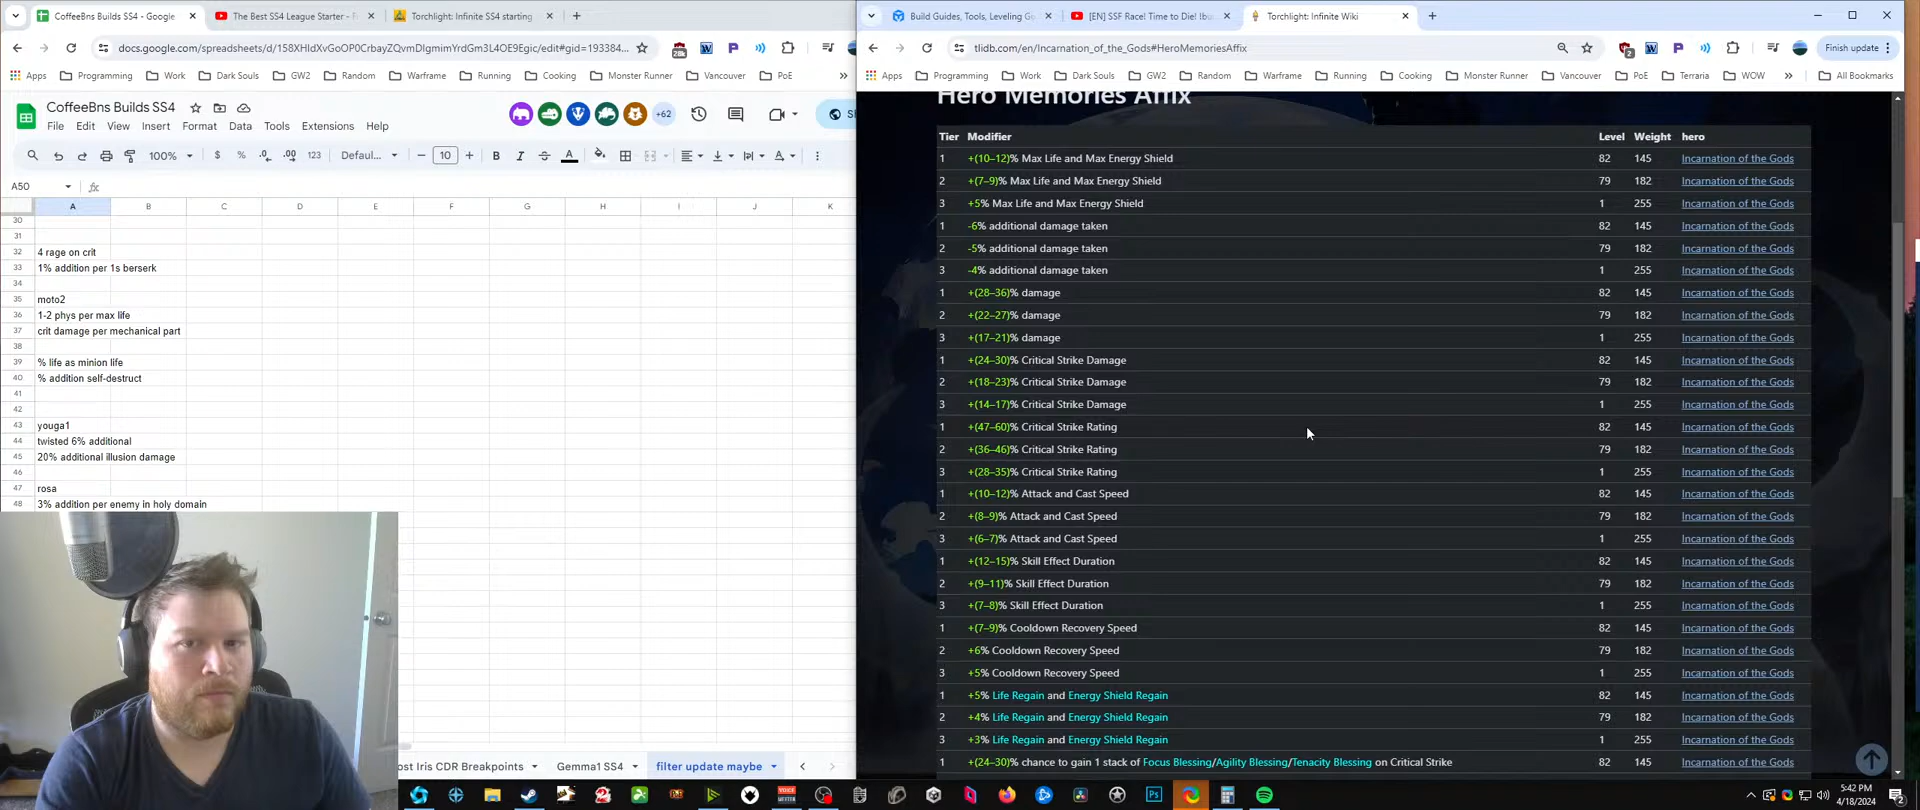 CoffeeBns Builds SS4 - Google
The Best SS4 League Starter - F
Torchlight: Infinite SS4 starting
docs.google.com/spreadsheets/d/158XHIdXvGoOP0CrbayZQvmDIgmimYrdGm3L4OE9Egic/edit#gid=193384...
Apps Programming Work Dark Souls GW2 Random Warframe Running Cooking Monster Runner Vancouver PoE
CoffeeBns Builds SS4
+62
File Edit View Insert Format Data Tools Extensions Help
100% $ % .0 .00 123 Defaul... 10 B I A
A50 fx
A B C D E F G H I J K
30
31
32 4 rage on crit
33 1% addition per 1s berserk
34
35 moto2
36 1-2 phys per max life
37 crit damage per mechanical part
38
39 % life as minion life
40 % addition self-destruct
41
42
43 youga1
44 twisted 6% additional
45 20% additional illusion damage
46
47 rosa
48 3% addition per enemy in holy domain
ost Iris CDR Breakpoints Gemma1 SS4 filter update maybe
Build Guides, Tools, Leveling Gu
[EN] SSF Race! Time to Die! !bu
Torchlight: Infinite Wiki
tlidb.com/en/Incarnation_of_the_Gods#HeroMemoriesAffix
Finish update
Apps Programming Work Dark Souls GW2 Random Warframe Running Cooking Monster Runner Vancouver PoE Terraria WOW All Bookmarks
Hero Memories Affix
Tier Modifier Level Weight hero
1 +(10–12)% Max Life and Max Energy Shield 82 145 Incarnation of the Gods
2 +(7–9)% Max Life and Max Energy Shield 79 182 Incarnation of the Gods
3 +5% Max Life and Max Energy Shield 1 255 Incarnation of the Gods
1 -6% additional damage taken 82 145 Incarnation of the Gods
2 -5% additional damage taken 79 182 Incarnation of the Gods
3 -4% additional damage taken 1 255 Incarnation of the Gods
1 +(28–36)% damage 82 145 Incarnation of the Gods
2 +(22–27)% damage 79 182 Incarnation of the Gods
3 +(17–21)% damage 1 255 Incarnation of the Gods
1 +(24–30)% Critical Strike Damage 82 145 Incarnation of the Gods
2 +(18–23)% Critical Strike Damage 79 182 Incarnation of the Gods
3 +(14–17)% Critical Strike Damage 1 255 Incarnation of the Gods
1 +(47–60)% Critical Strike Rating 82 145 Incarnation of the Gods
2 +(36–46)% Critical Strike Rating 79 182 Incarnation of the Gods
3 +(28–35)% Critical Strike Rating 1 255 Incarnation of the Gods
1 +(10–12)% Attack and Cast Speed 82 145 Incarnation of the Gods
2 +(8–9)% Attack and Cast Speed 79 182 Incarnation of the Gods
3 +(6–7)% Attack and Cast Speed 1 255 Incarnation of the Gods
1 +(12–15)% Skill Effect Duration 82 145 Incarnation of the Gods
2 +(9–11)% Skill Effect Duration 79 182 Incarnation of the Gods
3 +(7–8)% Skill Effect Duration 1 255 Incarnation of the Gods
1 +(7–9)% Cooldown Recovery Speed 82 145 Incarnation of the Gods
2 +6% Cooldown Recovery Speed 79 182 Incarnation of the Gods
3 +5% Cooldown Recovery Speed 1 255 Incarnation of the Gods
1 +5% Life Regain and Energy Shield Regain 82 145 Incarnation of the Gods
2 +4% Life Regain and Energy Shield Regain 79 182 Incarnation of the Gods
3 +3% Life Regain and Energy Shield Regain 1 255 Incarnation of the Gods
1 +(24–30)% chance to gain 1 stack of Focus Blessing/Agility Blessing/Tenacity Blessing on Critical Strike 82 145 Incarnation of the Gods
5:42 PM
4/18/2024